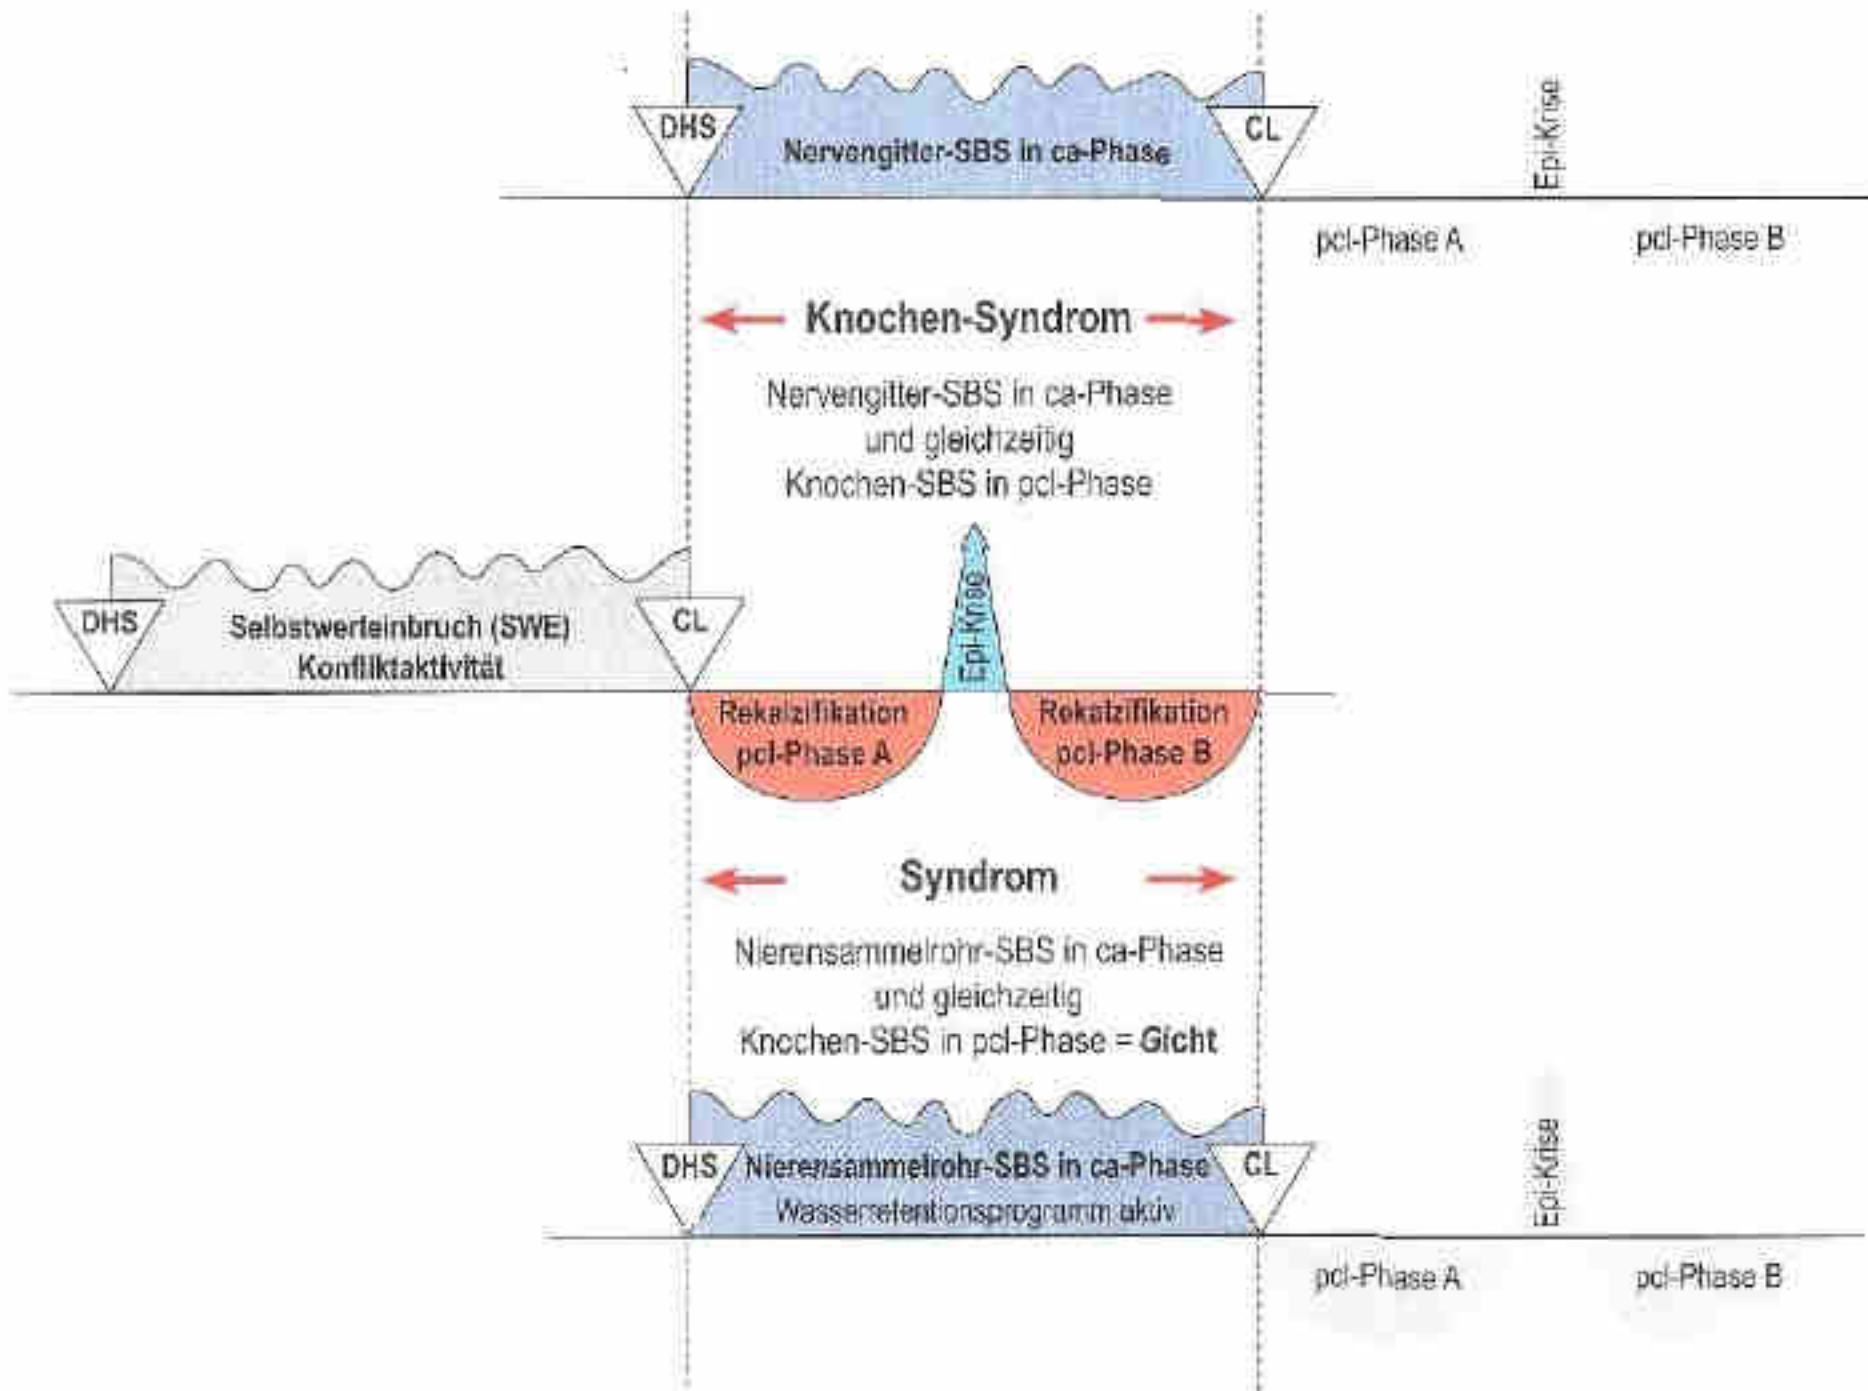 DHS
Nervengitter-SBS in ca-Phase
CL
Epi-Krise
pcl-Phase A
pcl-Phase B
Knochen-Syndrom
Nervengitter-SBS in ca-Phase
und gleichzeitig
Knochen-SBS in pcl-Phase
DHS
Selbstwerteinbruch (SWE)
Konfliktaktivität
CL
Epi-Krise
Rekalzifikation
pcl-Phase A
Rekalzifikation
pcl-Phase B
Syndrom
Nierensammelrohr-SBS in ca-Phase
und gleichzeitig
Knochen-SBS in pcl-Phase = Gicht
DHS
Nierensammelrohr-SBS in ca-Phase
Wasserretentionsprogramm aktiv
CL
Epi-Krise
pcl-Phase A
pcl-Phase B